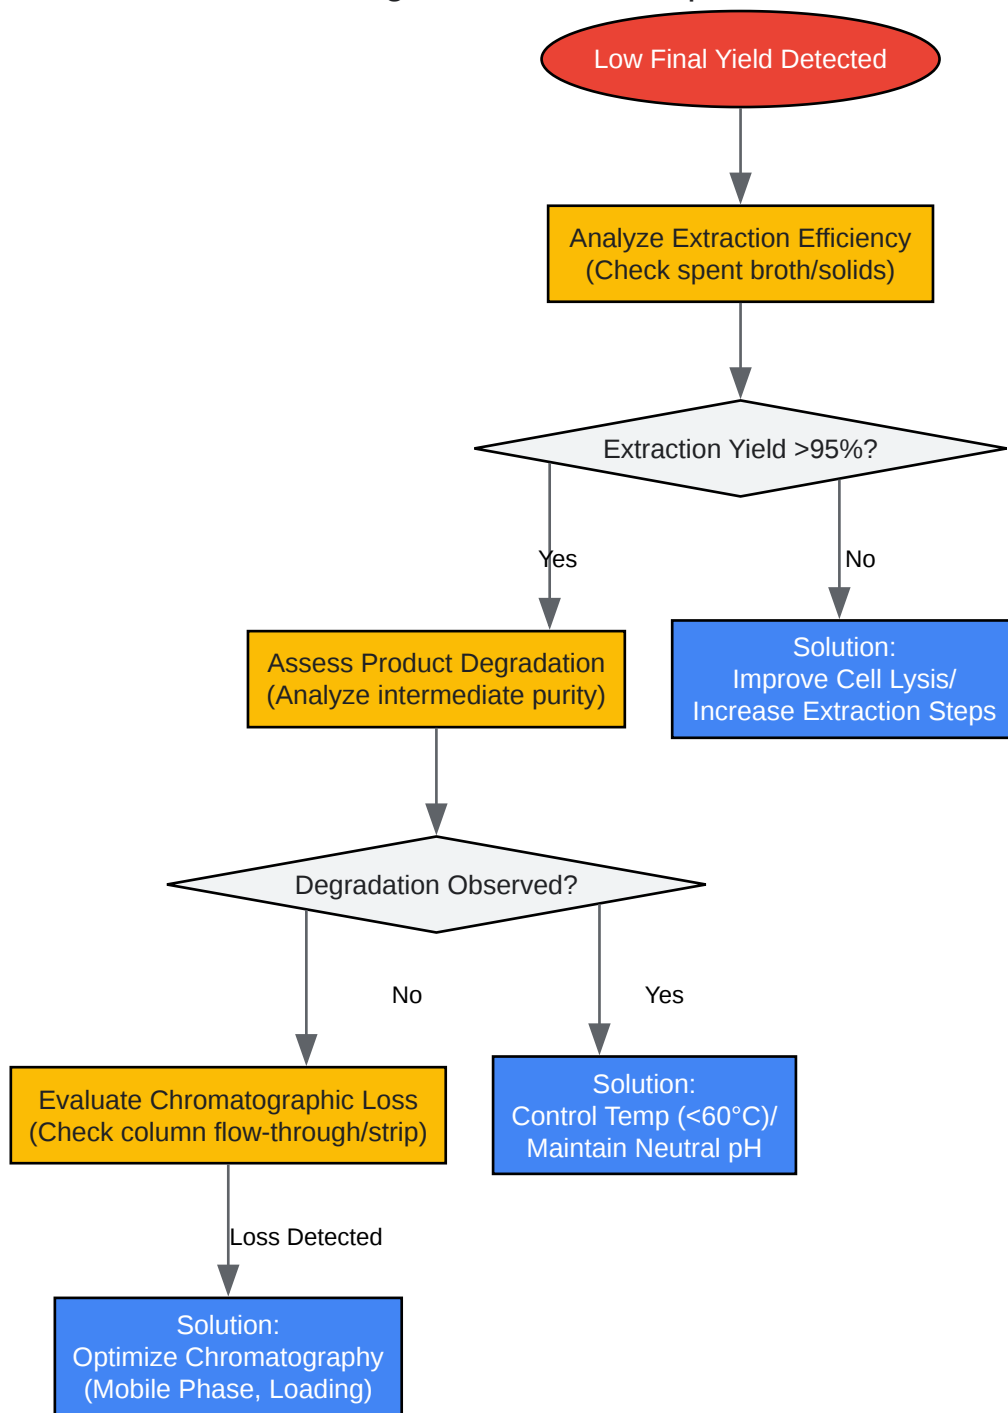 Low Final Yield Detected
Analyze Extraction Efficiency
(Check spent broth/solids)
Extraction Yield >95%?
Yes
No
Assess Product Degradation
(Analyze intermediate purity)
Solution:
Improve Cell Lysis/
Increase Extraction Steps
Degradation Observed?
No
Yes
Evaluate Chromatographic Loss
(Check column flow-through/strip)
Solution:
Control Temp (<60°C)/
Maintain Neutral pH
Loss Detected
Solution:
Optimize Chromatography
(Mobile Phase, Loading)